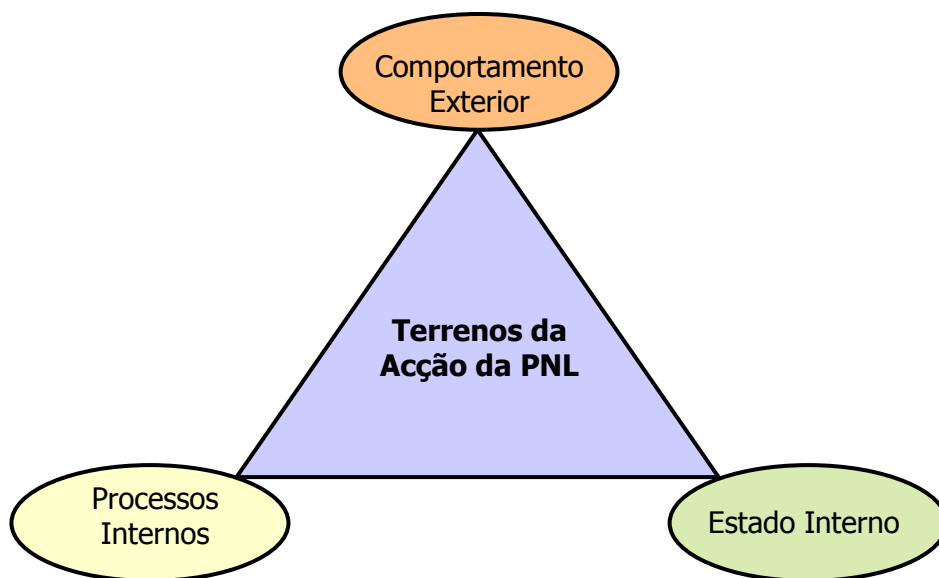 Comportamento
Exterior
Terrenos da
Acção da PNL
Processos
Internos
Estado Interno